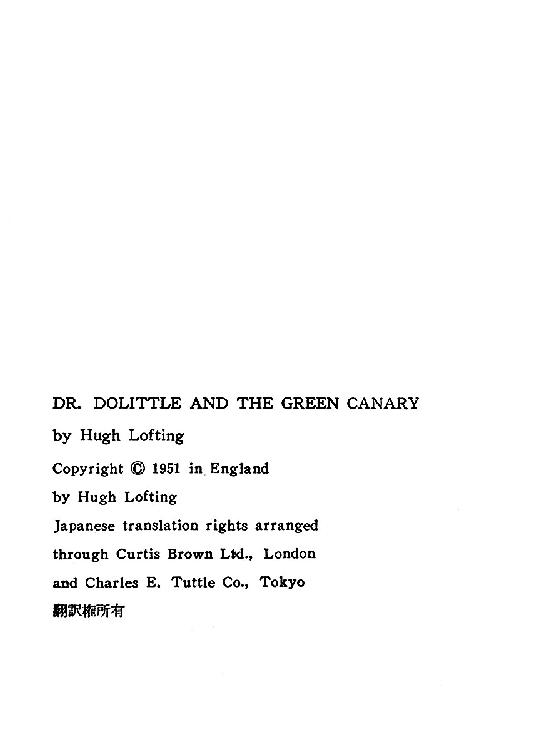 DR. DOLITTLE AND THE GREEN CANARY
by Hugh Lofting
Copyright © 1951 in England
by Hugh Lofting
Japanese translation rights arranged
through Curtis Brown Ltd., London
and Charles E. Tuttle Co., Tokyo
翻訳権所有